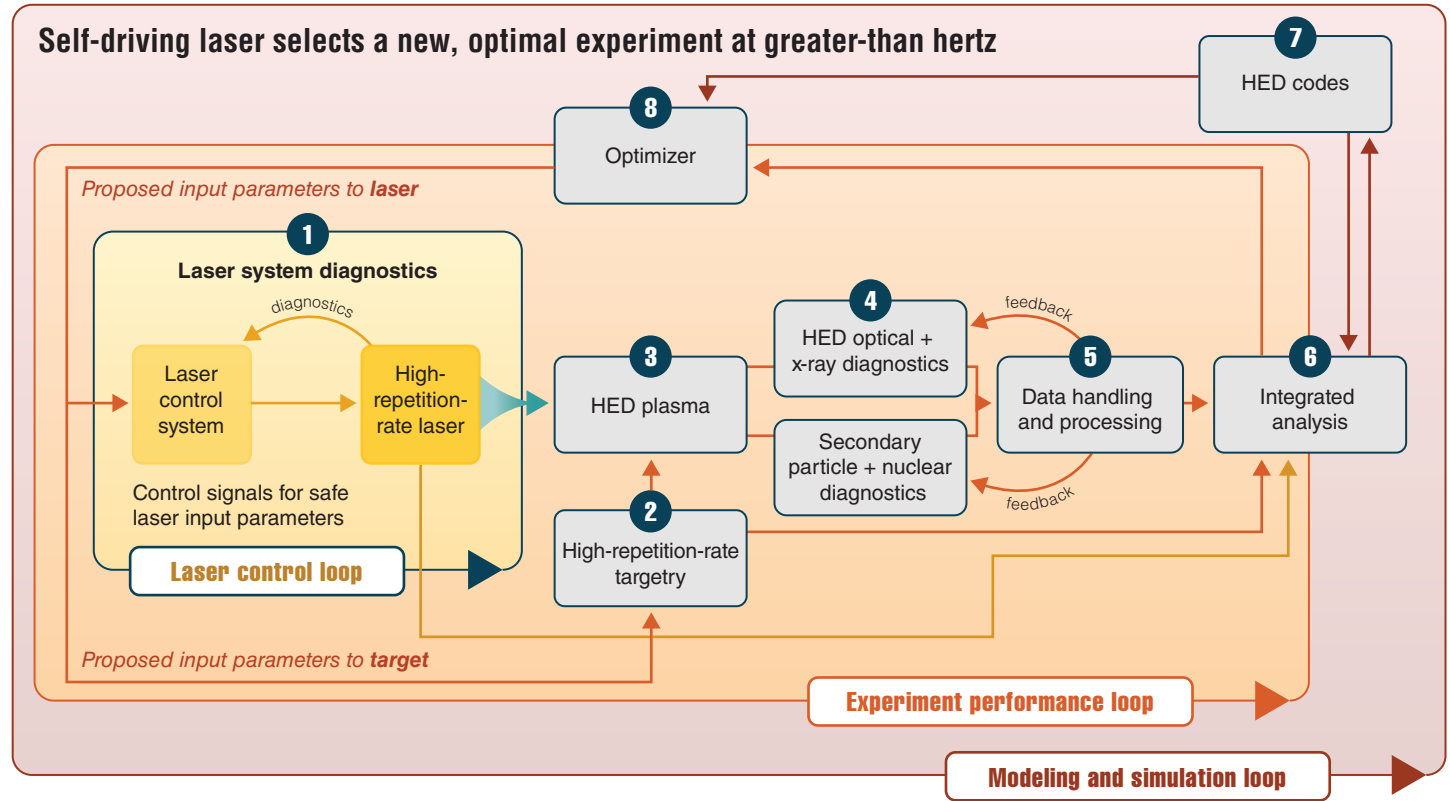 Self-driving laser selects a new, optimal experiment at greater-than hertz
7
HED codes
8
Optimizer
Proposed input parameters to laser
1
Laser system diagnostics
diagnostics
Laser
control
system
High-
repetition-
rate laser
Control signals for safe
laser input parameters
Laser control loop
3
HED plasma
2
High-repetition-rate
targetry
4
HED optical +
x-ray diagnostics
Secondary
particle + nuclear
diagnostics
feedback
feedback
5
Data handling
and processing
6
Integrated
analysis
Proposed input parameters to target
Experiment performance loop
Modeling and simulation loop